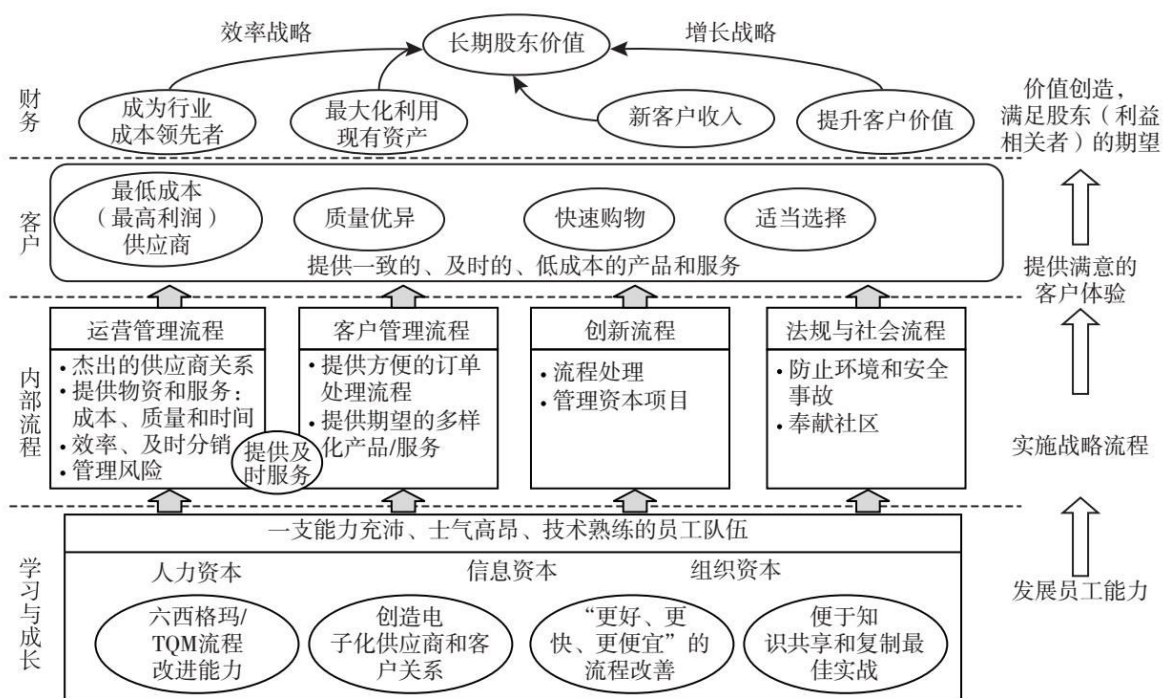 效率战略
长期股东价值
增长战略
财务
成为行业
成本领先者
最大化利用
现有资产
新客户收入
提升客户价值
价值创造，
满足股东（利益
相关者）的期望
客户
最低成本
（最高利润）
供应商
质量优异
快速购物
适当选择
提供一致的、及时的、低成本的产品和服务
提供满意的
客户体验
内部流程
运营管理流程
• 杰出的供应商关系
• 提供物资和服务：
成本、质量和时间
• 效率、及时分销
• 管理风险
提供及
时服务
客户管理流程
• 提供方便的订单
处理流程
• 提供期望的多样
化产品/服务
创新流程
• 流程处理
• 管理资本项目
法规与社会流程
• 防止环境和安全
事故
• 奉献社区
实施战略流程
学习与成长
一支能力充沛、士气高昂、技术熟练的员工队伍
人力资本
信息资本
组织资本
六西格玛/
TQM流程
改进能力
创造电
子化供应商和客
户关系
“更好、更
快、更便宜”的
流程改善
便于知
识共享和复制最
佳实战
发展员工能力